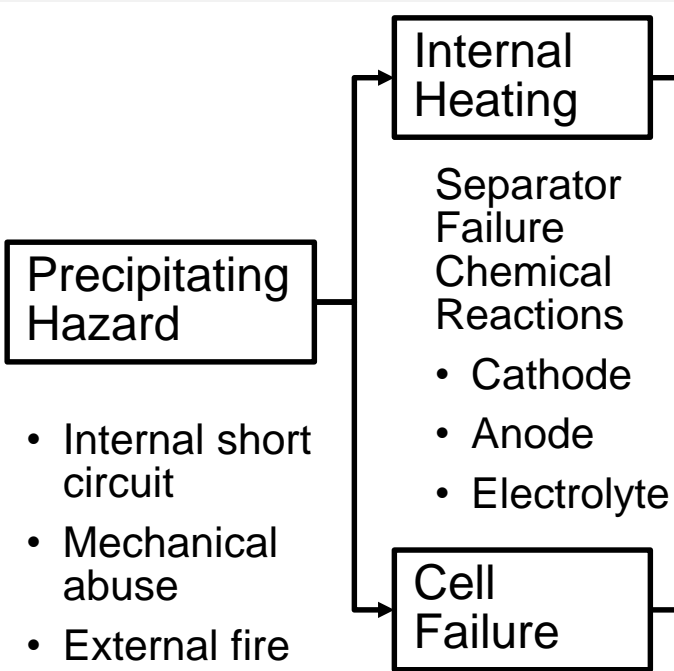 Internal
Heating
Separator
Failure
Chemical
Reactions
• Cathode
• Anode
• Electrolyte
Precipitating
Hazard
• Internal short
circuit
• Mechanical
abuse
• External fire
Cell
Failure